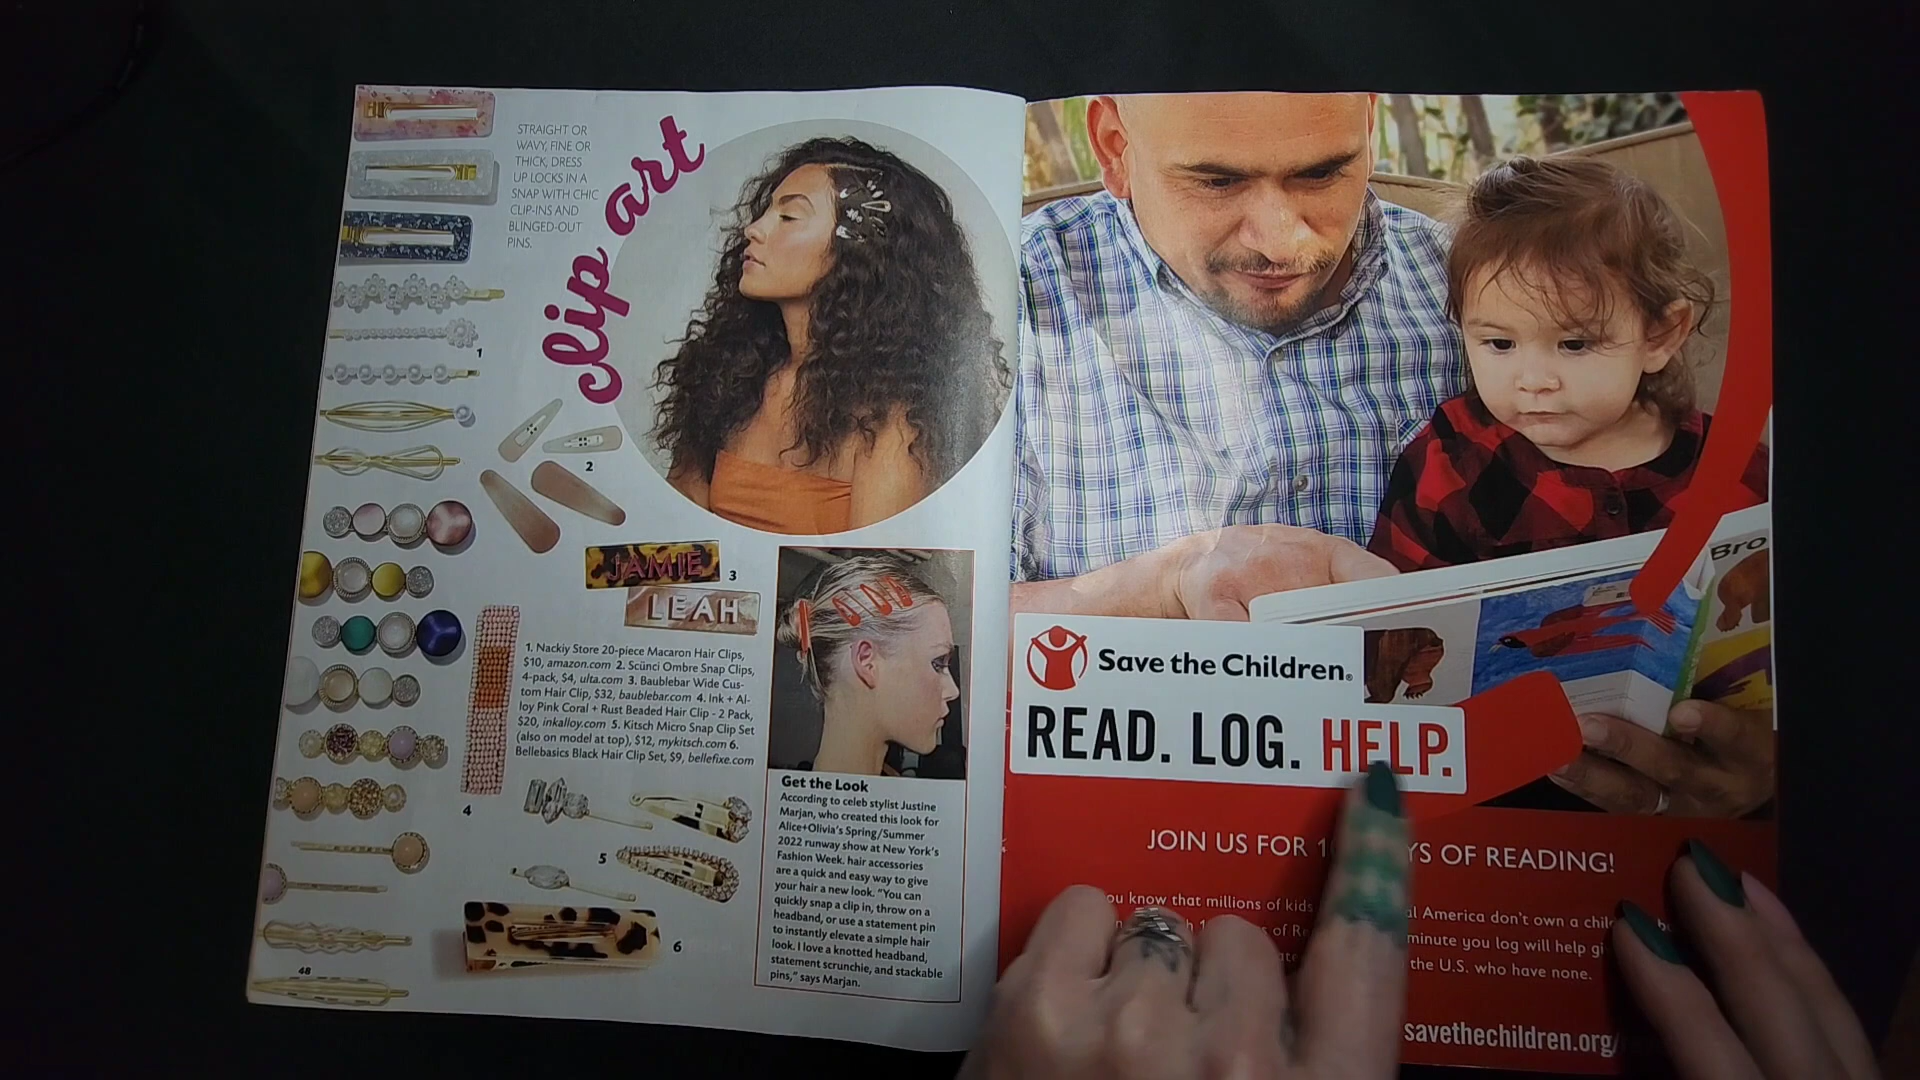 STRAIGHT OR
WAVY, FINE OR
THICK, DRESS
UP LOCKS IN A
SNAP WITH CHIC
CLIP-INS AND
BLINGED-OUT
PINS.
clip art
1
2
JAMIE
3
LEAH
1. Nackiy Store 20-piece Macaron Hair Clips,
$10, amazon.com 2. Scünci Ombre Snap Clips,
4-pack, $4, ulta.com 3. Baublebar Wide Cus-
tom Hair Clip, $32, baublebar.com 4. Ink + Al-
loy Pink Coral + Rust Beaded Hair Clip - 2 Pack,
$20, inkalloy.com 5. Kitsch Micro Snap Clip Set
(also on model at top), $12, mykitsch.com 6.
Bellebasics Black Hair Clip Set, $9, bellefixe.com
4
5
6
Get the Look
According to celeb stylist Justine
Marjan, who created this look for
Alice+Olivia's Spring/Summer
2022 runway show at New York's
Fashion Week, hair accessories
are a quick and easy way to give
your hair a new look. "You can
quickly snap a clip in, throw on a
headband, or use a statement pin
to instantly elevate a simple hair
look. I love a knotted headband,
statement scrunchie, and stackable
pins," says Marjan.
48
Bro
Save the Children®
READ. LOG. HELP.
JOIN US FOR OF READING!
you know that millions of kids America don't own a
of minute you log will help
the U.S. who have none.
savethechildren.org/